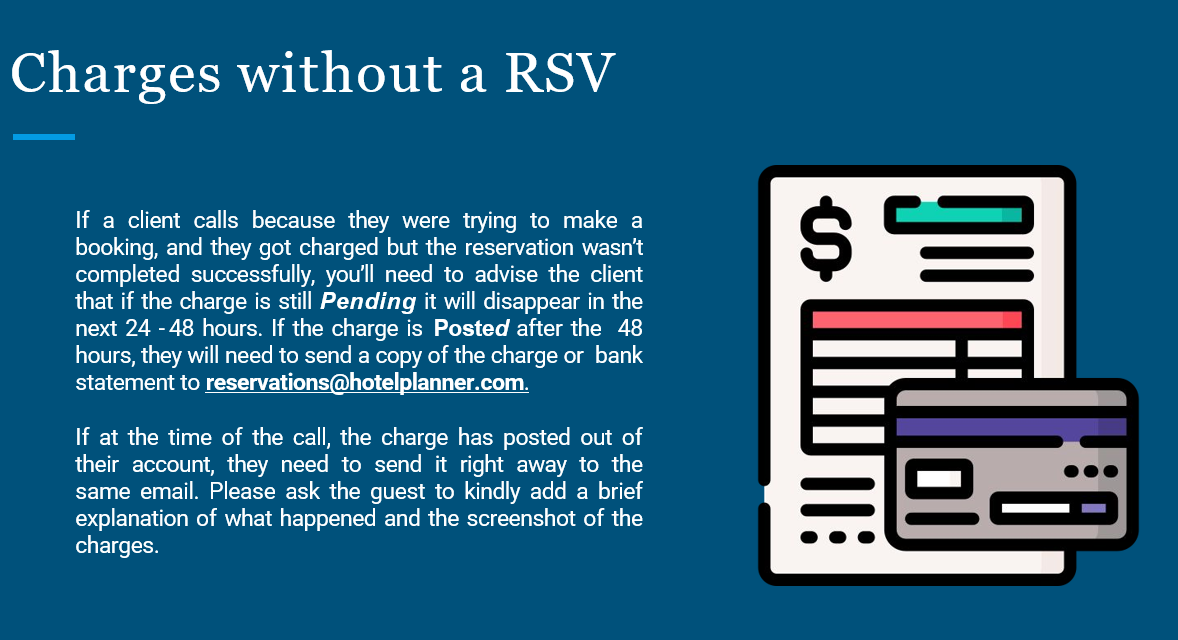 Charges without a RSV
If a client calls because they were trying to make a
booking, and they got charged but the reservation wasn't
completed successfully, you'll need to advise the client
that if the charge is still Pending it will disappear in the
next 24 - 48 hours. If the charge is Posted after the 48
hours, they will need to send a copy of the charge or bank
statement to reservations@hotelplanner.com.
If at the time of the call, the charge has posted out of
their account, they need to send it right away to the
same email. Please ask the guest to kindly add a brief
explanation of what happened and the screenshot of the
charges.
$